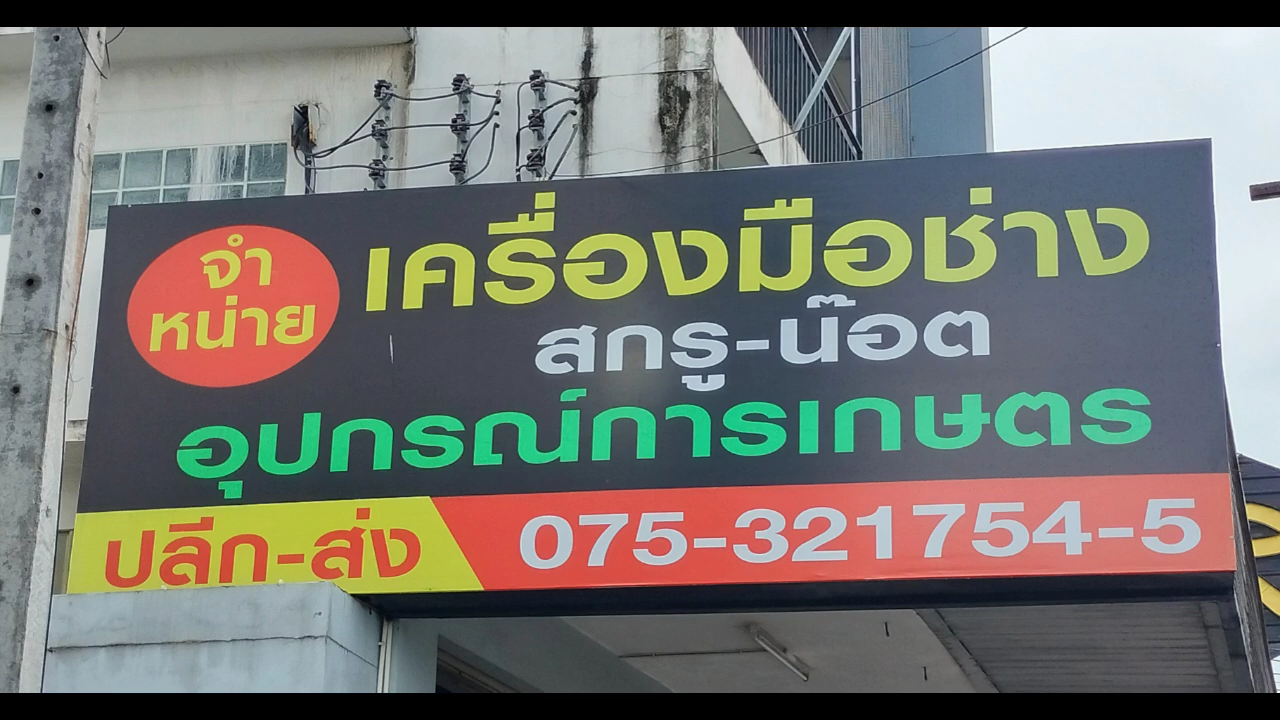 จำ
หน่าย
เครื่องมือช่าง
สกรู-น๊อต
อุปกรณ์การเกษตร
ปลีก-ส่ง 075-321754-5